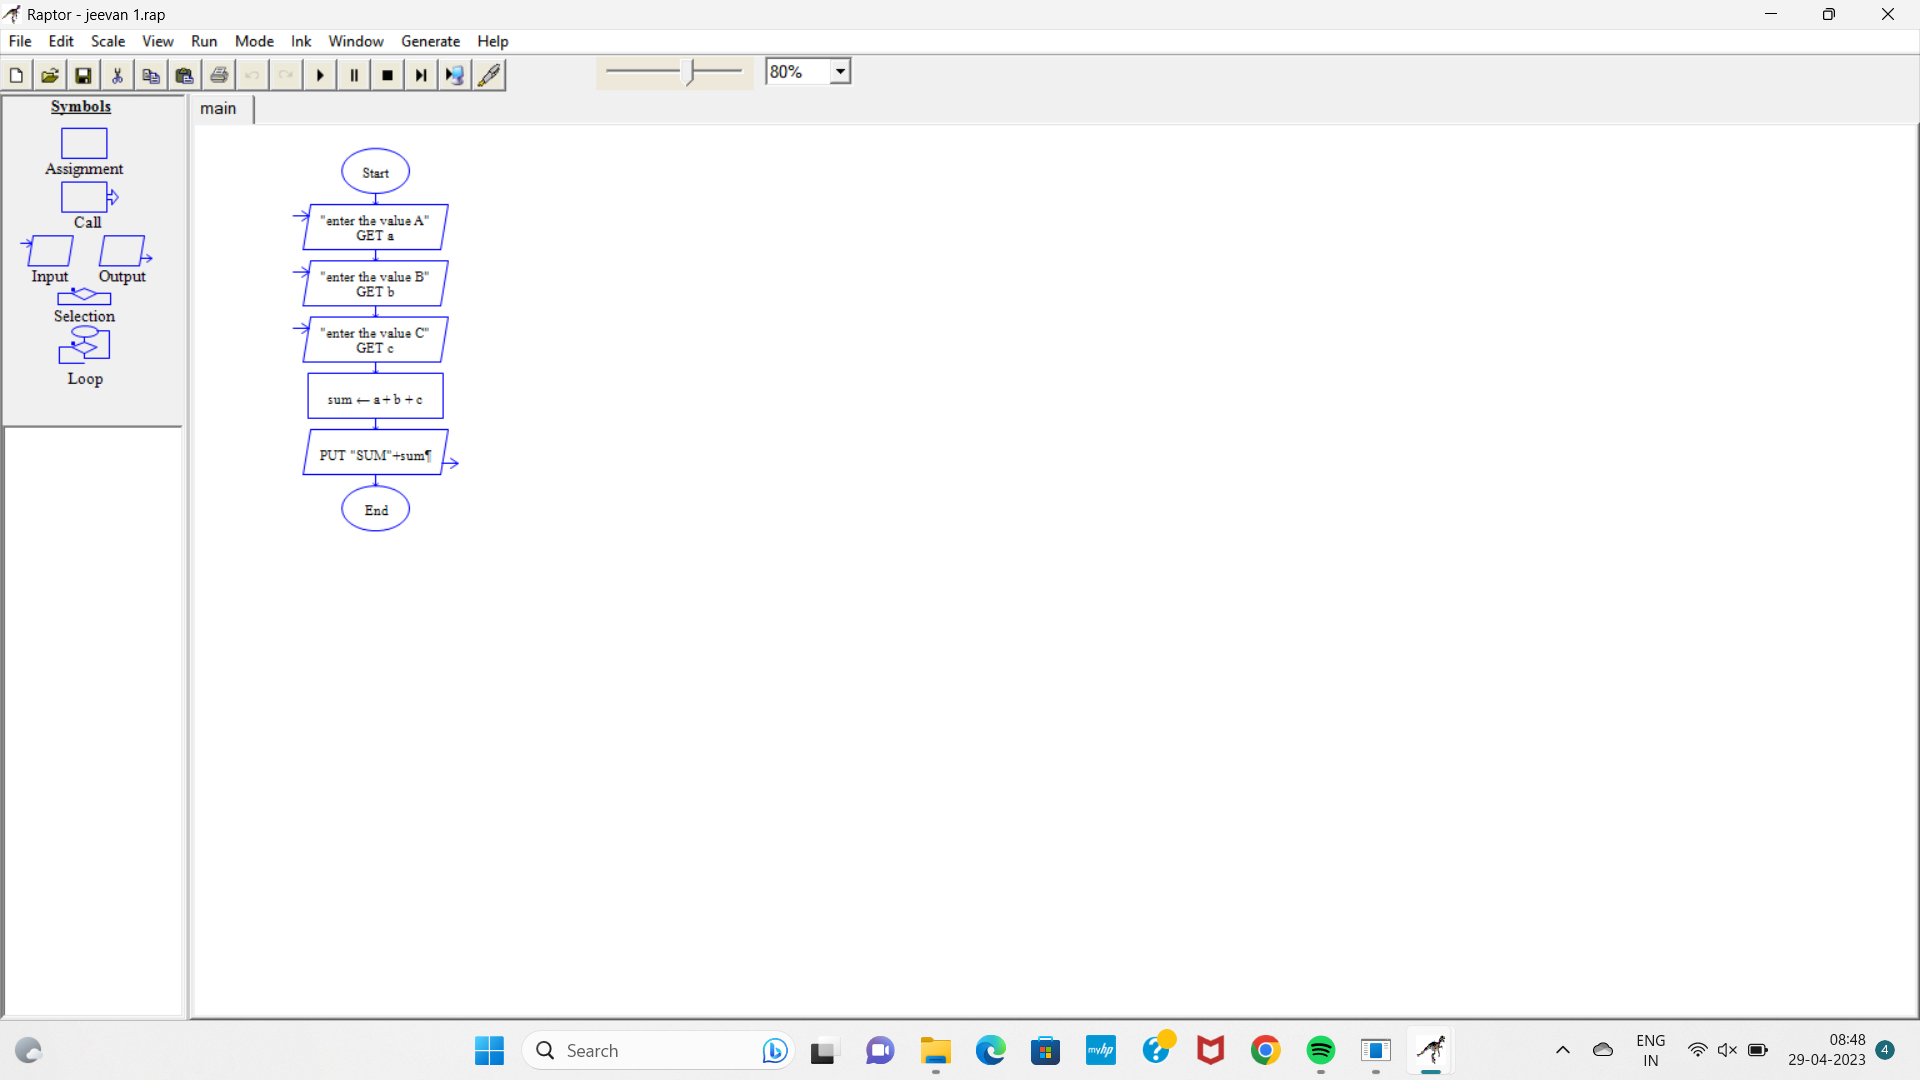 Raptor - jeevan 1.rap
File Edit Scale View Run Mode Ink Window Generate Help
80%
Symbols
Assignment
Call
Input Output
Selection
Loop
main
Start
"enter the value A"
GET a
"enter the value B"
GET b
"enter the value C"
GET c
sum ← a+b+c
PUT "SUM"+sum¶
End
Search
myhp
ENG
IN
08:48
29-04-2023
4